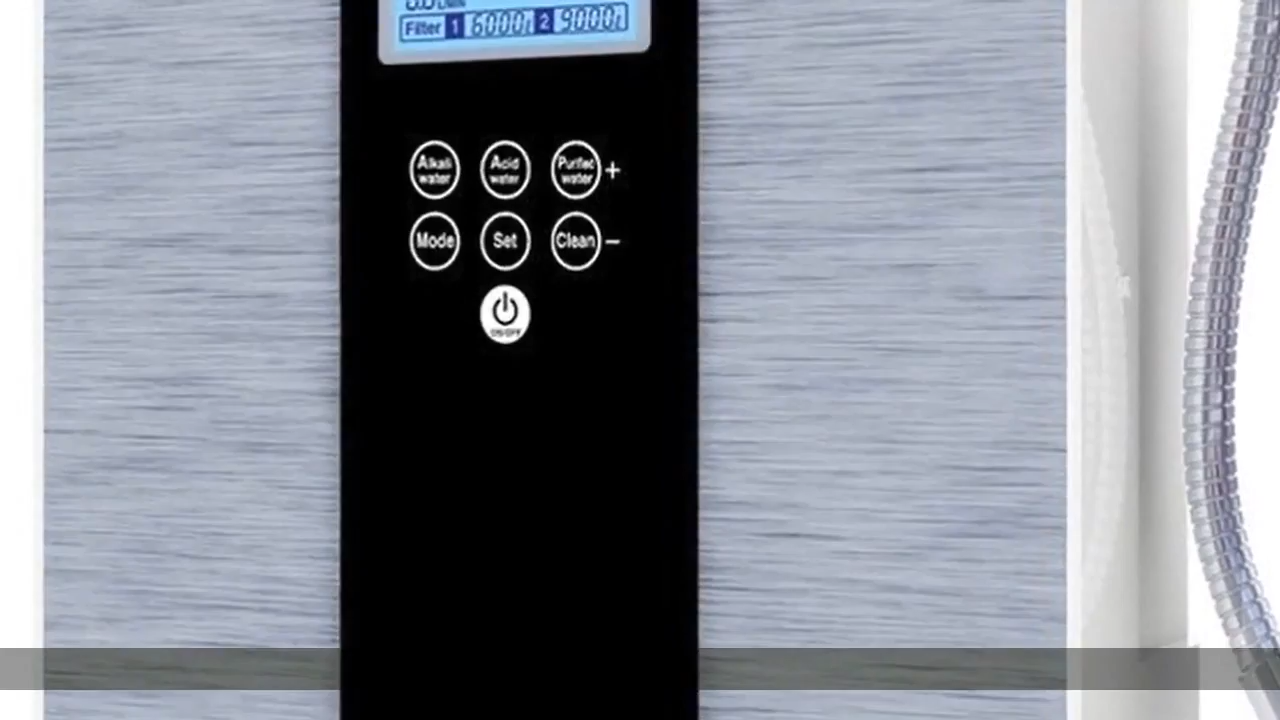 Filter 1 6000l 2 9000l
Alkali water
Acid water
Purified water +
Mode
Set
Clean −
ON/OFF